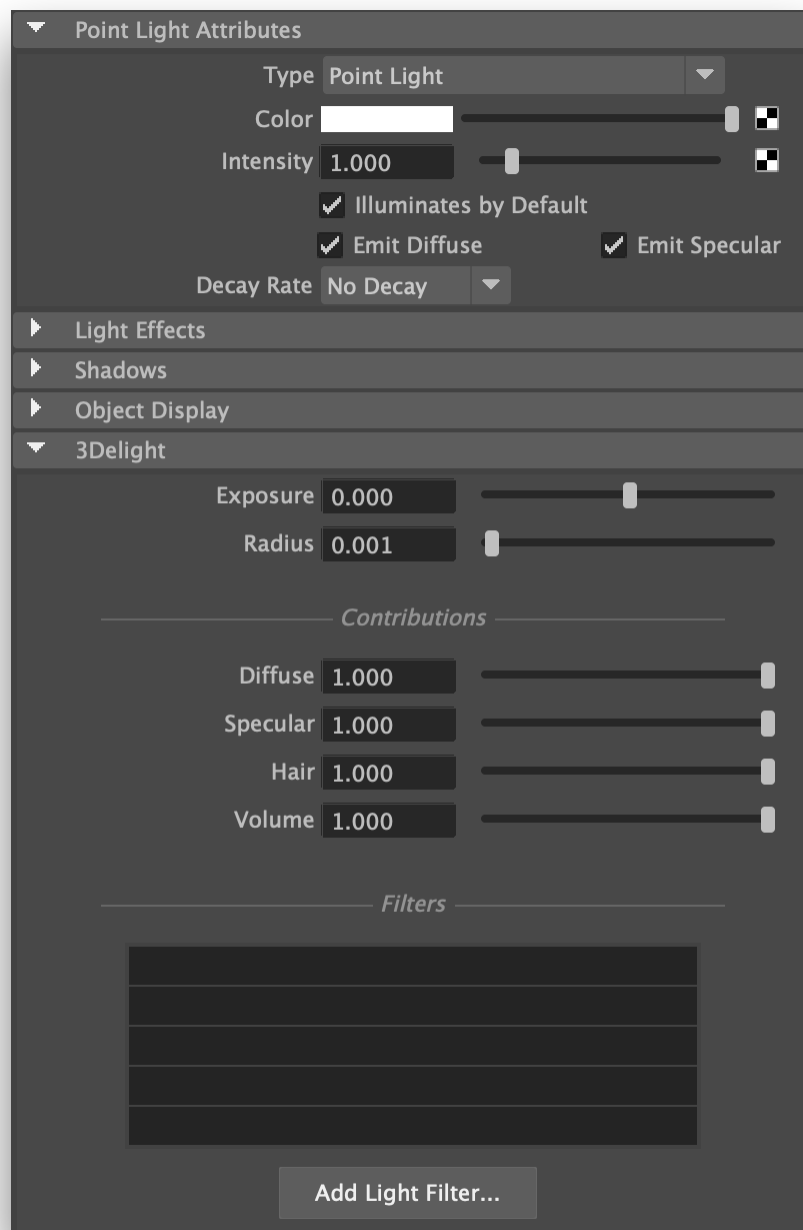 Point Light Attributes
Type Point Light
Color
Intensity 1.000
Illuminates by Default
Emit Diffuse Emit Specular
Decay Rate No Decay
Light Effects
Shadows
Object Display
3Delight
Exposure 0.000
Radius 0.001
Contributions
Diffuse 1.000
Specular 1.000
Hair 1.000
Volume 1.000
Filters
Add Light Filter...